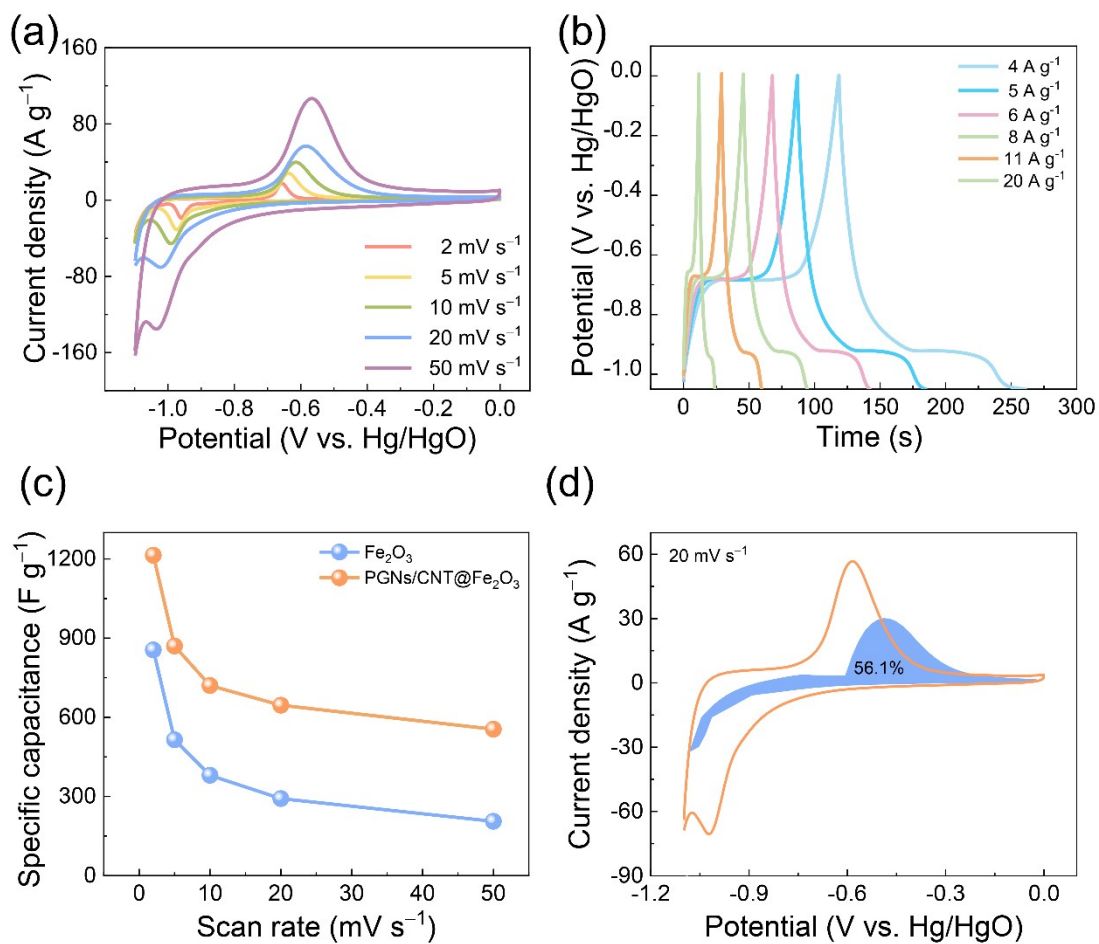 (a)
160
80
0
-80
-160
Current density (A g⁻¹)
2 mV s⁻¹
5 mV s⁻¹
10 mV s⁻¹
20 mV s⁻¹
50 mV s⁻¹
-1.0 -0.8 -0.6 -0.4 -0.2 0.0
Potential (V vs. Hg/HgO)
(b)
0.0
-0.2
-0.4
-0.6
-0.8
-1.0
Potential (V vs. Hg/HgO)
4 A g⁻¹
5 A g⁻¹
6 A g⁻¹
8 A g⁻¹
11 A g⁻¹
20 A g⁻¹
0 50 100 150 200 250 300
Time (s)
(c)
1200
900
600
300
0
Specific capacitance (F g⁻¹)
Fe₂O₃
PGNs/CNT@Fe₂O₃
0 10 20 30 40 50
Scan rate (mV s⁻¹)
(d)
60
30
0
-30
-60
-90
Current density (A g⁻¹)
20 mV s⁻¹
56.1%
-1.2 -0.9 -0.6 -0.3 0.0
Potential (V vs. Hg/HgO)